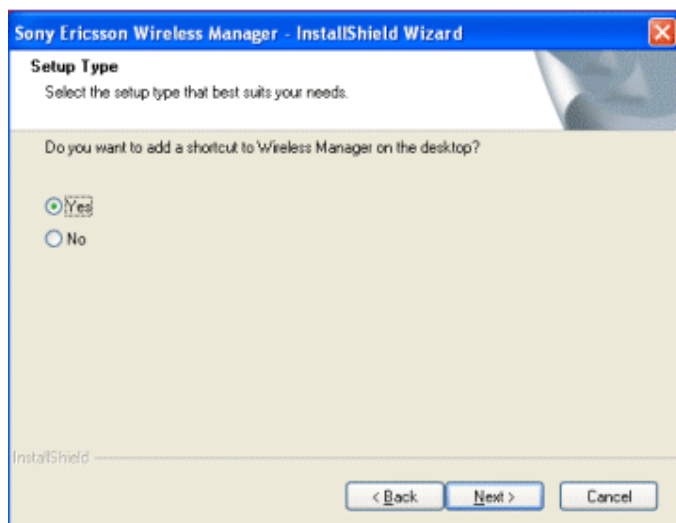 Sony Ericsson Wireless Manager - InstallShield Wizard
Setup Type
Select the setup type that best suits your needs.
Do you want to add a shortcut to Wireless Manager on the desktop?
Yes
No
InstallShield
< Back Next > Cancel